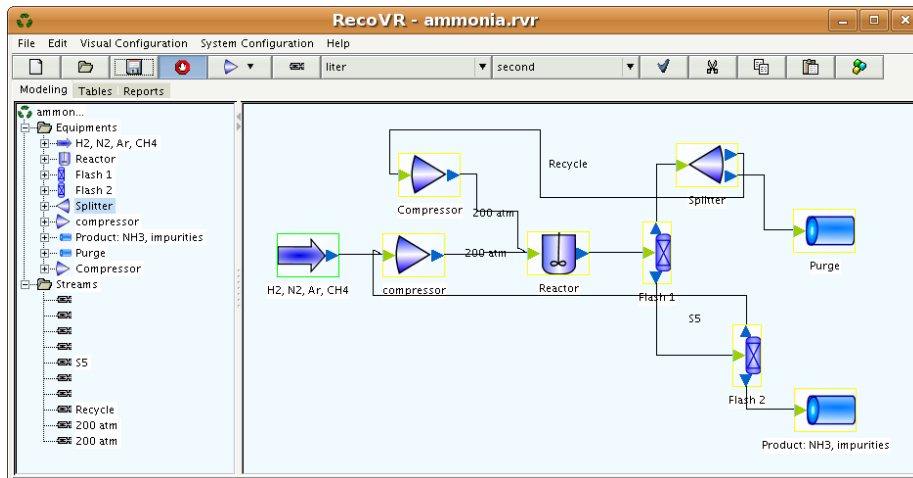 RecoVR - ammonia.rvr
File Edit Visual Configuration System Configuration Help
liter second
Modeling Tables Reports
ammon...
Equipments
H2, N2, Ar, CH4
Reactor
Flash 1
Flash 2
Splitter
compressor
Product: NH3, impurities
Purge
Compressor
Streams
S5
Recycle
200 atm
200 atm
Recycle
Compressor
Splitter
200 atm
200 atm
Purge
H2, N2, Ar, CH4
compressor
Reactor
Flash 1
S5
Flash 2
Product: NH3, impurities